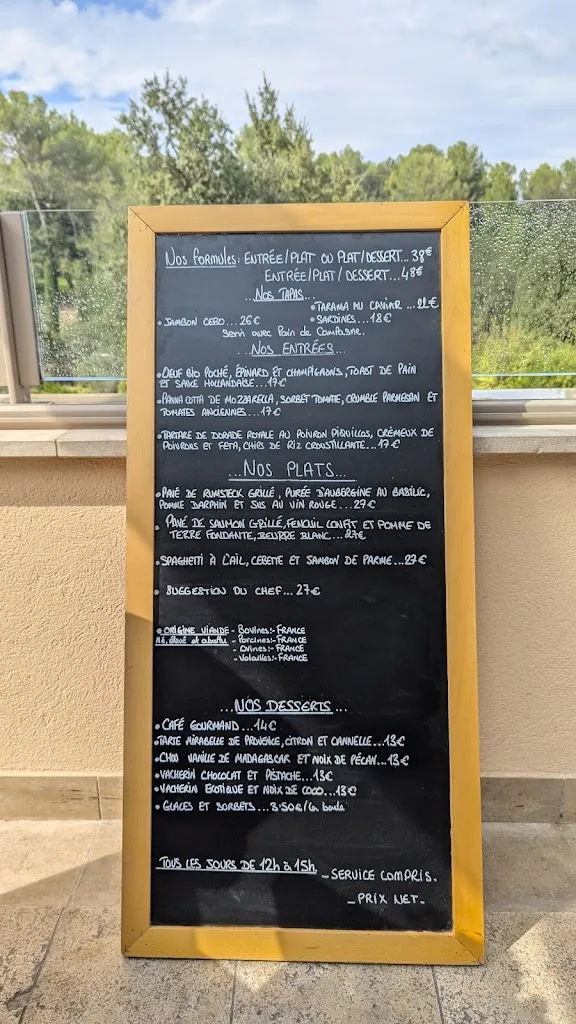 Nos formules: ENTRÉE/PLAT OU PLAT/DESSERT...38€
ENTRÉE/PLAT/DESSERT...48€
...Nos TAPAS...
• TARAMA AU CAVIAR ...22€
• JAMBON CEBO...26€ • SARDINES...18€
Servi avec Pain de Campagne.
...NOS ENTRÉES...
• OEUF BIO POCHÉ, ÉPINARD ET CHAMPIGNONS, TOAST DE PAIN
ET SAUCE HOLLANDAISE...17€
• PANNA COTTA DE MOZZARELLA, SORBET TOMATE, CRUMBLE PARMESAN ET
TOMATES ANCIENNES...17€
• TARTARE DE DORADE ROYALE AU POIVRON PIQUILLOS, CRÉMEUX DE
POIVRONS ET FETA, CHIPS DE RIZ CROUSTILLANTE...17€
...NOS PLATS...
• PAVÉ DE RUMSTECK GRILLÉ, PURÉE D'AUBERGINE AU BASILIC,
POMME DARPHIN ET JUS AU VIN ROUGE...27€
• PAVÉ DE SAUMON GRILLÉ, FENOUIL CONFIT ET POMME DE
TERRE FONDANTE, BEURRE BLANC...27€
• SPAGHETTI À L'AIL, CEBETTE ET JAMBON DE PARME...27€
• SUGGESTION DU CHEF...27€
• ORIGINE VIANDE - Bovines:- FRANCE
Né, élevé et abattu - Porcines:- FRANCE
- Ovines:- FRANCE
- Volailles:- FRANCE
...NOS DESSERTS...
• CAFÉ GOURMAND...14€
• TARTE MIRABELLE DE PROVENCE, CITRON ET CANNELLE...13€
• CHOU VANILLE DE MADAGASCAR ET NOIX DE PÉCAN...13€
• VACHERIN CHOCOLAT ET PISTACHE...13€
• VACHERIN EXOTIQUE ET NOIX DE COCO...13€
• GLACES ET SORBETS...3.50€/la boule
TOUS LES JOURS DE 12h à 15h. - SERVICE COMPRIS.
- PRIX NET.